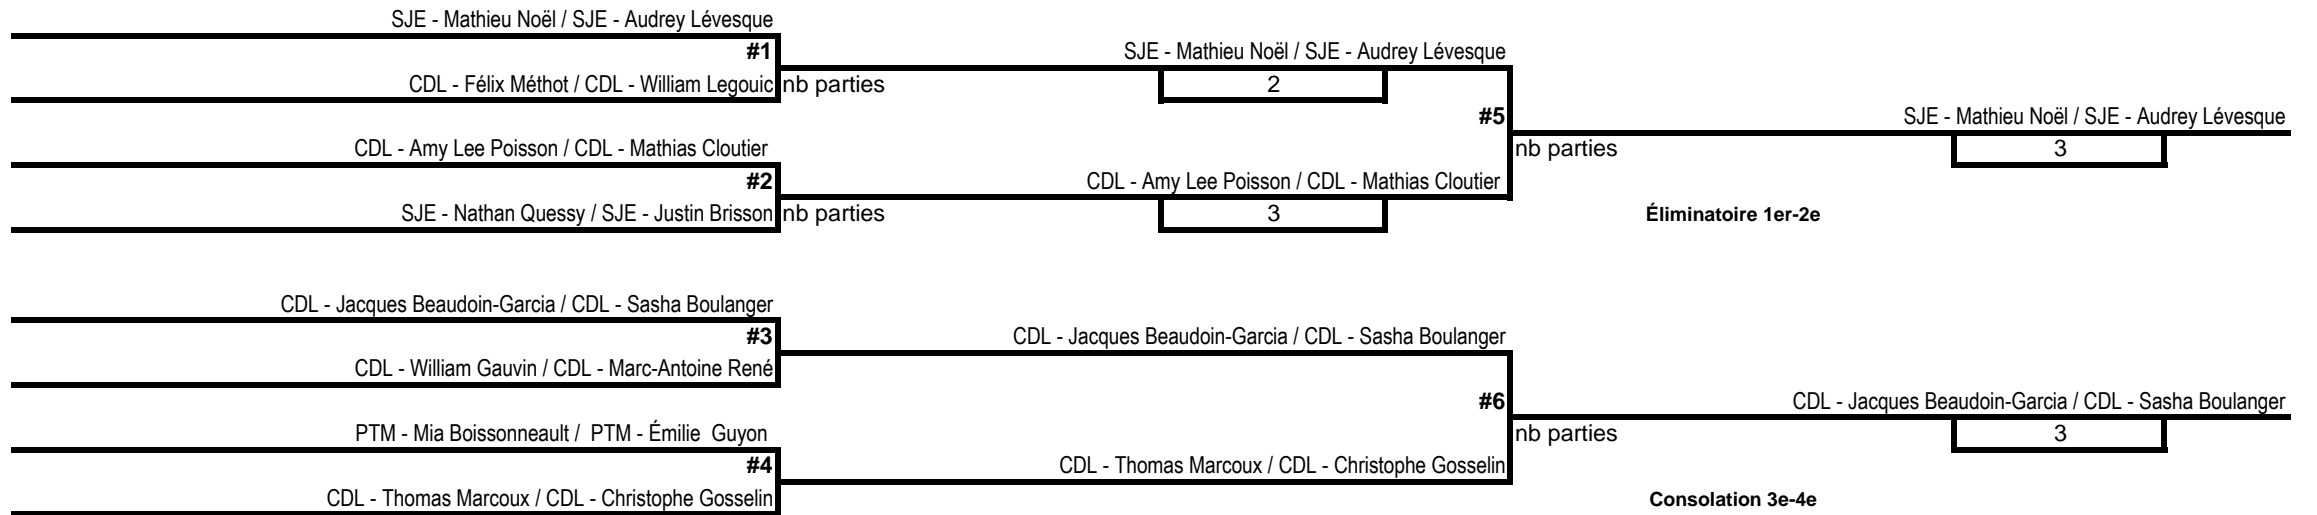 SJE - Mathieu Noël / SJE - Audrey Lévesque
#1
SJE - Mathieu Noël / SJE - Audrey Lévesque
CDL - Félix Méthot / CDL - William Legouic
nb parties
2
#5
SJE - Mathieu Noël / SJE - Audrey Lévesque
CDL - Amy Lee Poisson / CDL - Mathias Cloutier
nb parties
3
#2
CDL - Amy Lee Poisson / CDL - Mathias Cloutier
SJE - Nathan Quessy / SJE - Justin Brisson
nb parties
3
Éliminatoire 1er-2e
CDL - Jacques Beaudoin-Garcia / CDL - Sasha Boulanger
#3
CDL - Jacques Beaudoin-Garcia / CDL - Sasha Boulanger
CDL - William Gauvin / CDL - Marc-Antoine René
#6
CDL - Jacques Beaudoin-Garcia / CDL - Sasha Boulanger
PTM - Mia Boissonneault / PTM - Émilie Guyon
nb parties
3
#4
CDL - Thomas Marcoux / CDL - Christophe Gosselin
CDL - Thomas Marcoux / CDL - Christophe Gosselin
Consolation 3e-4e